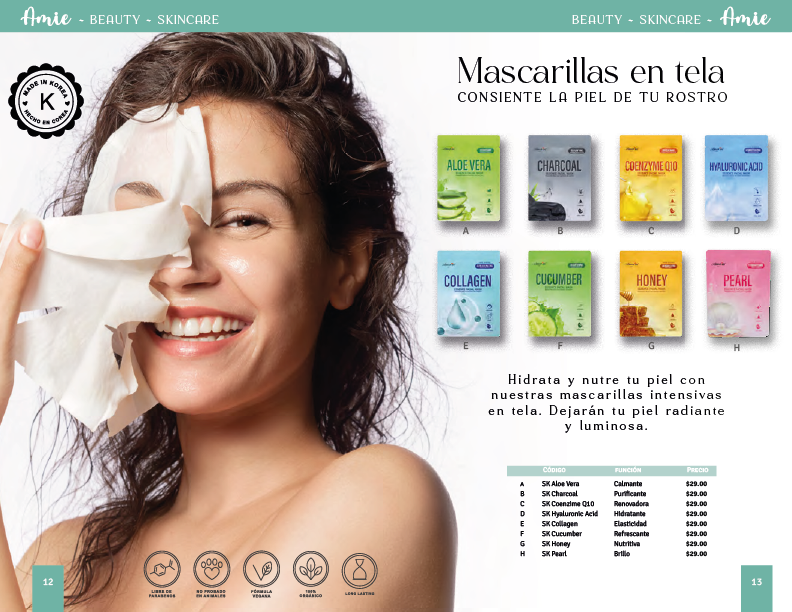 Amie ~ BEAUTY ~ SKINCARE
BEAUTY ~ SKINCARE ~ Amie
MADE IN KOREA
K
HECHO EN COREA
Mascarillas en tela
CONSIENTE LA PIEL DE TU ROSTRO
ALOE VERA
CHARCOAL
COENZYME Q10
HYALURONIC ACID
A
B
C
D
COLLAGEN
CUCUMBER
HONEY
PEARL
E
F
G
H
Hidrata y nutre tu piel con
nuestras mascarillas intensivas
en tela. Dejarán tu piel radiante
y luminosa.
CÓDIGO FUNCIÓN PRECIO
A SK Aloe Vera Calmante $29.00
B SK Charcoal Purificante $29.00
C SK Coenzime Q10 Renovadora $29.00
D SK Hyaluronic Acid Hidratante $29.00
E SK Collagen Elasticidad $29.00
F SK Cucumber Refrescante $29.00
G SK Honey Nutritiva $29.00
H SK Pearl Brillo $29.00
LIBRE DE
PARABENOS
NO PROBADO
EN ANIMALES
FÓRMULA
VEGANA
100%
ORGÁNICO
LONG LASTING
12
13